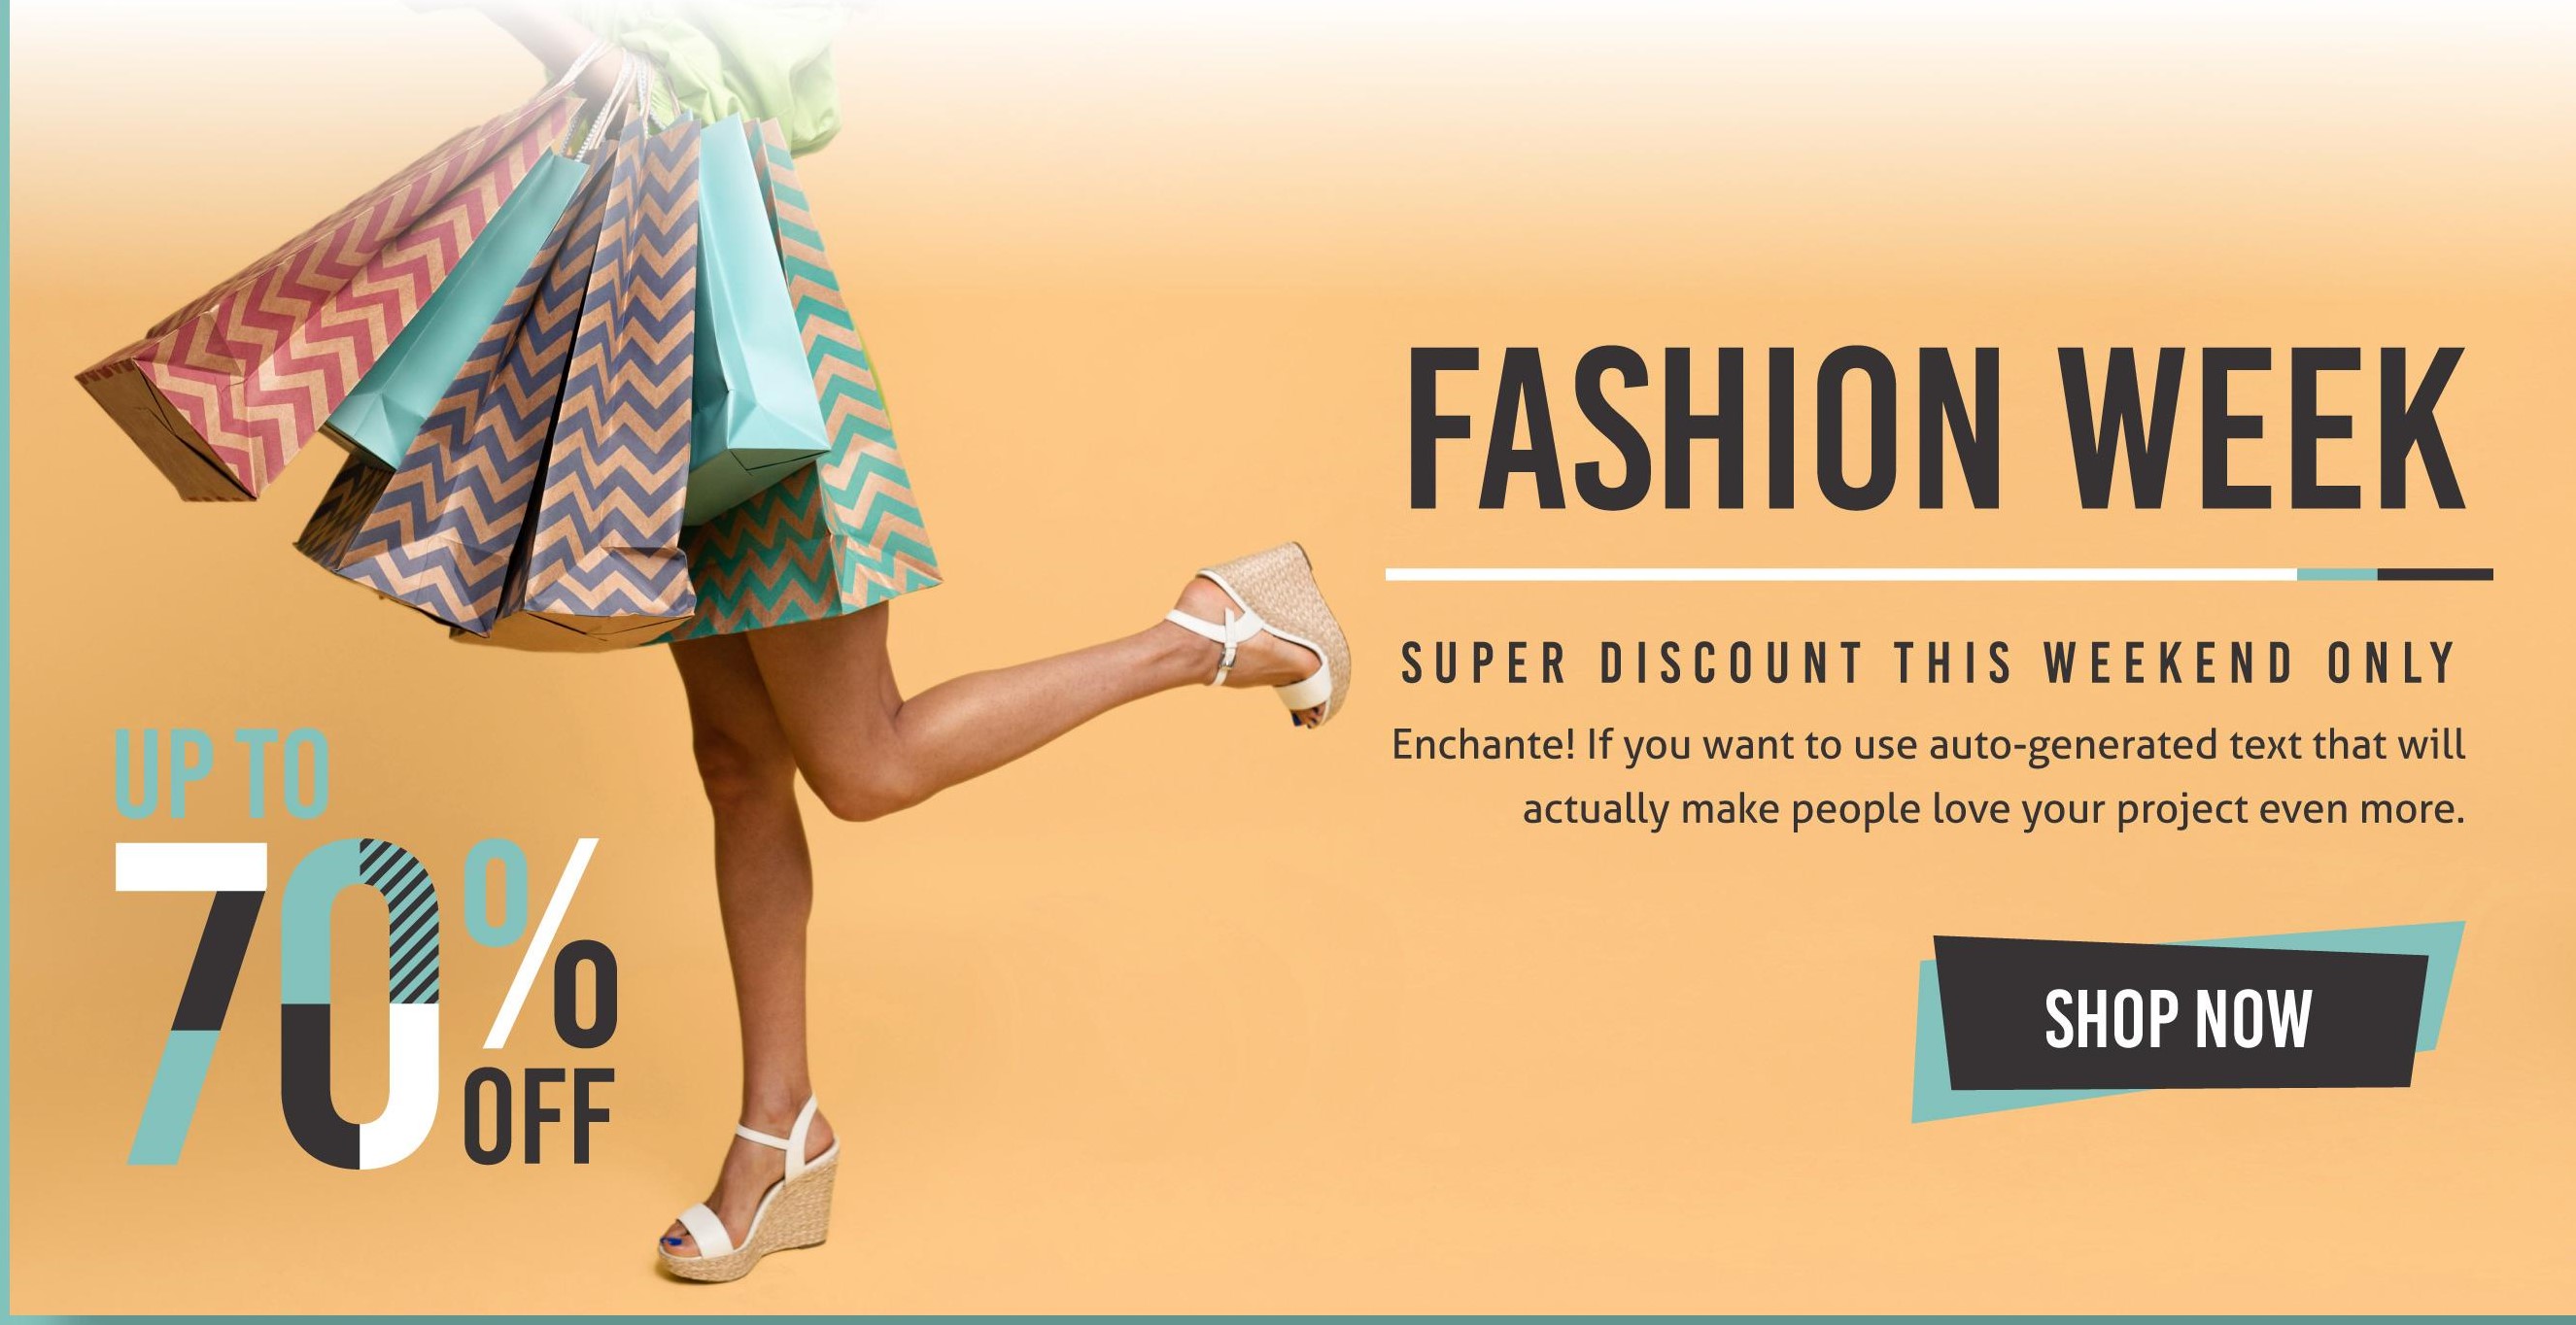 FASHION WEEK
SUPER DISCOUNT THIS WEEKEND ONLY
Enchante! If you want to use auto-generated text that will
actually make people love your project even more.
SHOP NOW
UP TO
70%
OFF